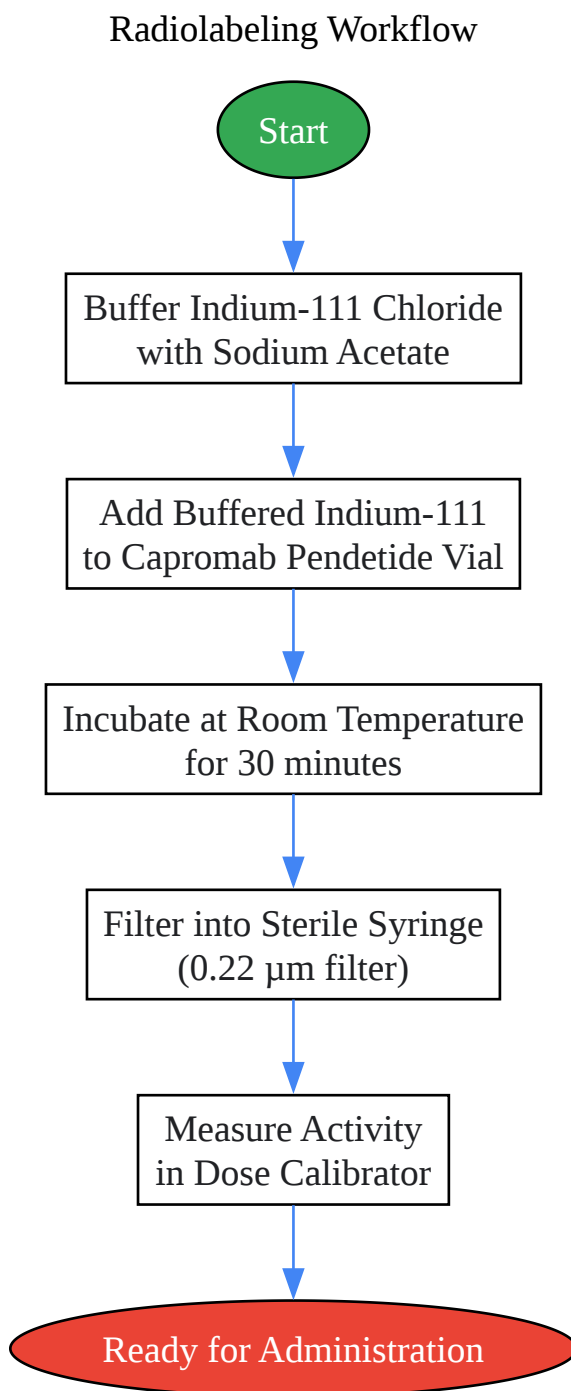 Radiolabeling Workflow
Start
Buffer Indium-111 Chloride
with Sodium Acetate
Add Buffered Indium-111
to Capromab Pendetide Vial
Incubate at Room Temperature
for 30 minutes
Filter into Sterile Syringe
(0.22 µm filter)
Measure Activity
in Dose Calibrator
Ready for Administration